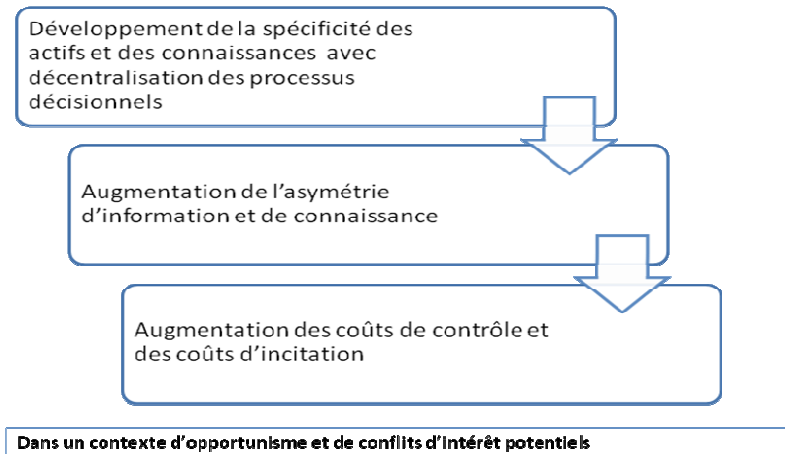 Développement de la spécificité des
actifs et des connaissances avec
décentralisation des processus
décisionnels
Augmentation de l'asymétrie
d'information et de connaissance
Augmentation des coûts de contrôle et
des coûts d'incitation
Dans un contexte d'opportunisme et de conflits d'intérêt potentiels